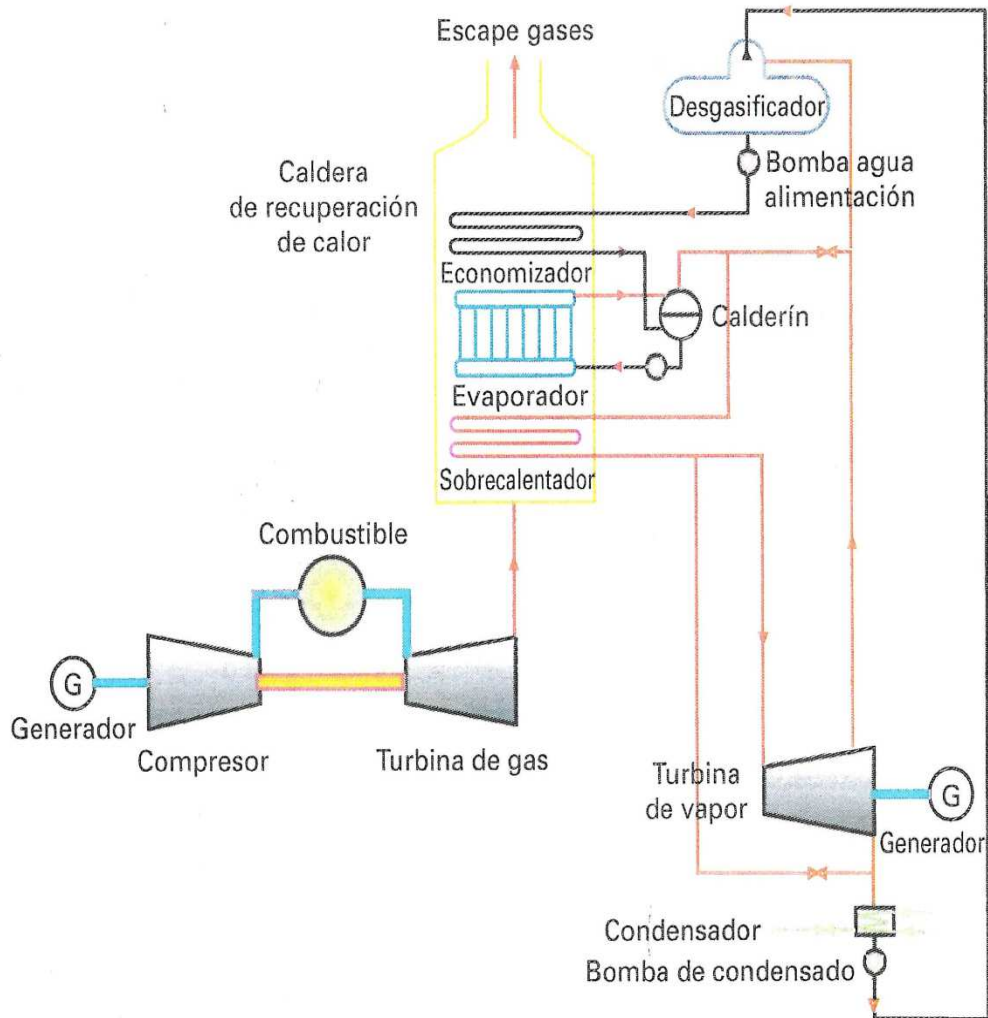 Escape gases
Desgasificador
Bomba agua
alimentación
Caldera
de recuperación
de calor
Economizador
Calderín
Evaporador
Sobrecalentador
Combustible
G
Generador
Compresor
Turbina de gas
Turbina
de vapor
G
Generador
Condensador
Bomba de condensado